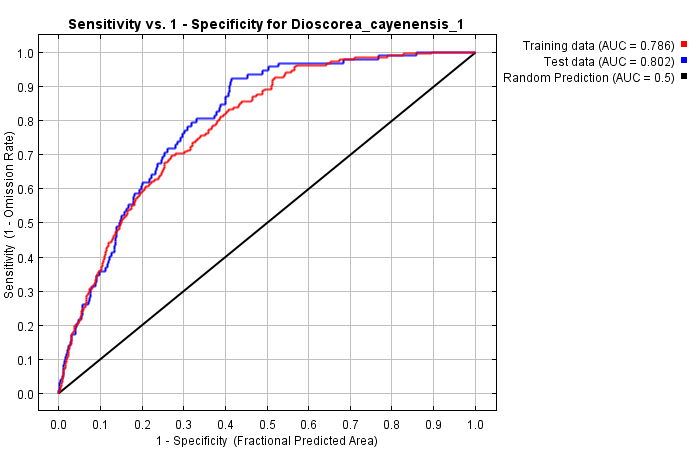 Sensitivity vs. 1 - Specificity for Dioscorea_cayenensis_1
Training data (AUC = 0.786)
Test data (AUC = 0.802)
Random Prediction (AUC = 0.5)
Sensitivity (1 - Omission Rate)
1.0
0.9
0.8
0.7
0.6
0.5
0.4
0.3
0.2
0.1
0.0
0.0 0.1 0.2 0.3 0.4 0.5 0.6 0.7 0.8 0.9 1.0
1 - Specificity (Fractional Predicted Area)